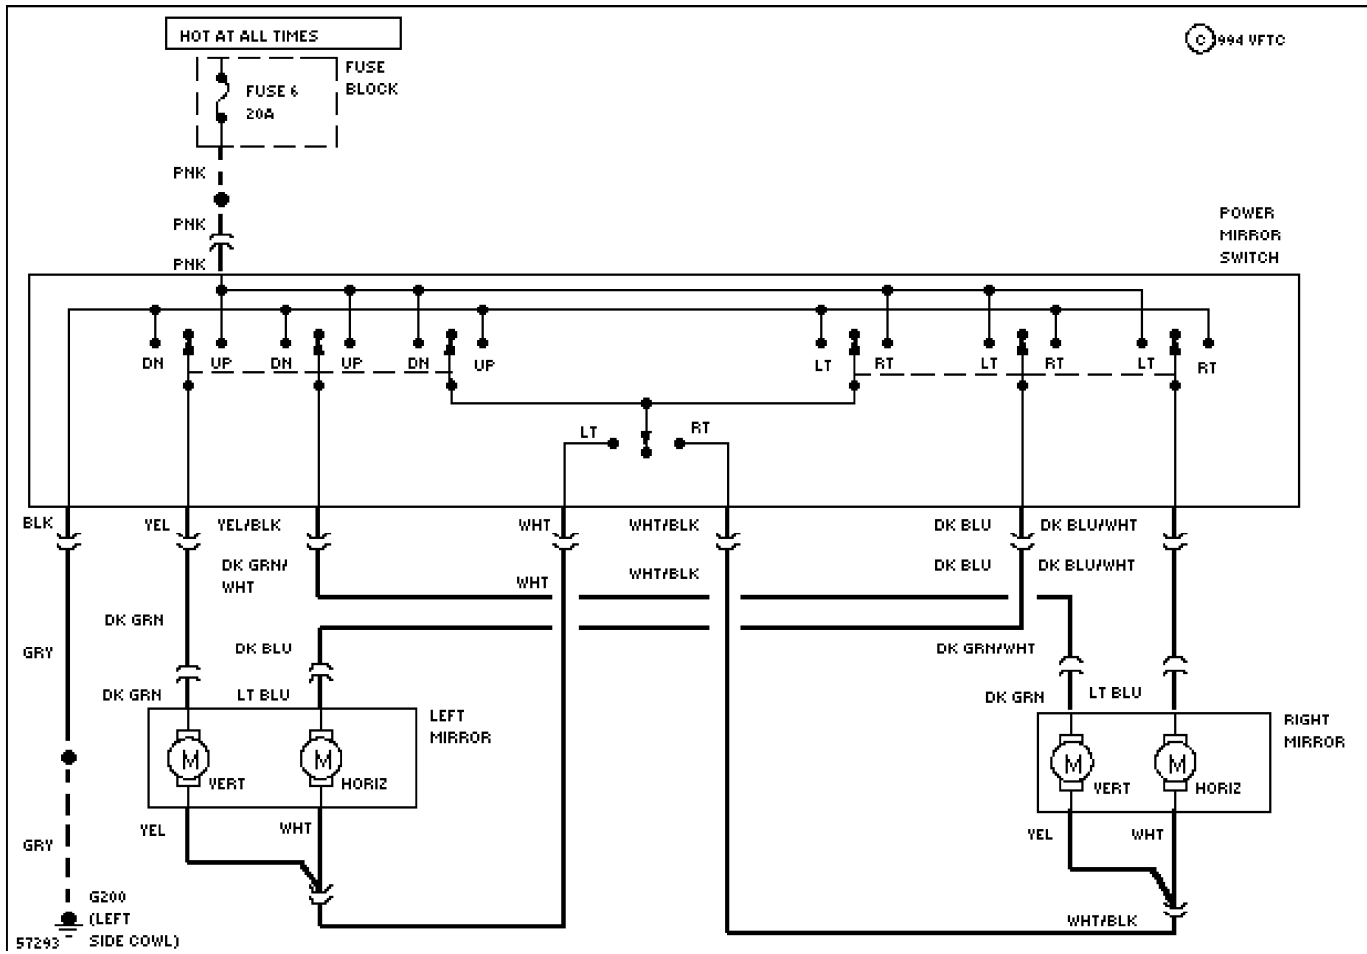 HOT AT ALL TIMES
© 1994 VFTC
FUSE
BLOCK
FUSE 6
20A
PNK
PNK
PNK
POWER
MIRROR
SWITCH
DN
UP
DN
UP
DN
UP
LT
RT
LT
RT
LT
RT
LT
RT
BLK
YEL
YEL/BLK
WHT
WHT/BLK
DK BLU
DK BLU/WHT
DK GRN/
WHT
WHT
WHT/BLK
DK BLU
DK BLU/WHT
DK GRN
GRY
DK BLU
DK GRN/WHT
DK GRN
LT BLU
DK GRN
LT BLU
LEFT
MIRROR
RIGHT
MIRROR
M
VERT
M
HORIZ
M
VERT
M
HORIZ
YEL
WHT
YEL
WHT
GRY
G200
(LEFT
SIDE COWL)
WHT/BLK
57293